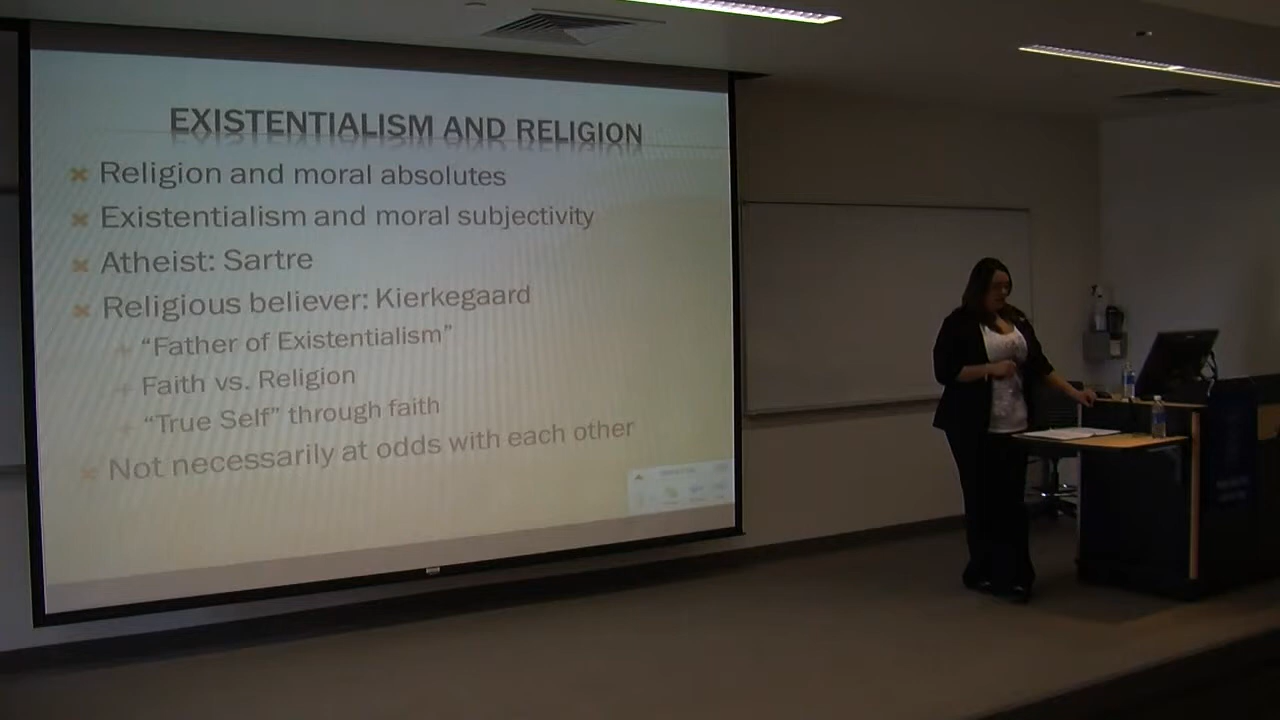 EXISTENTIALISM AND RELIGION
Religion and moral absolutes
Existentialism and moral subjectivity
Atheist: Sartre
Religious believer: Kierkegaard
“Father of Existentialism”
Faith vs. Religion
“True Self” through faith
Not necessarily at odds with each other